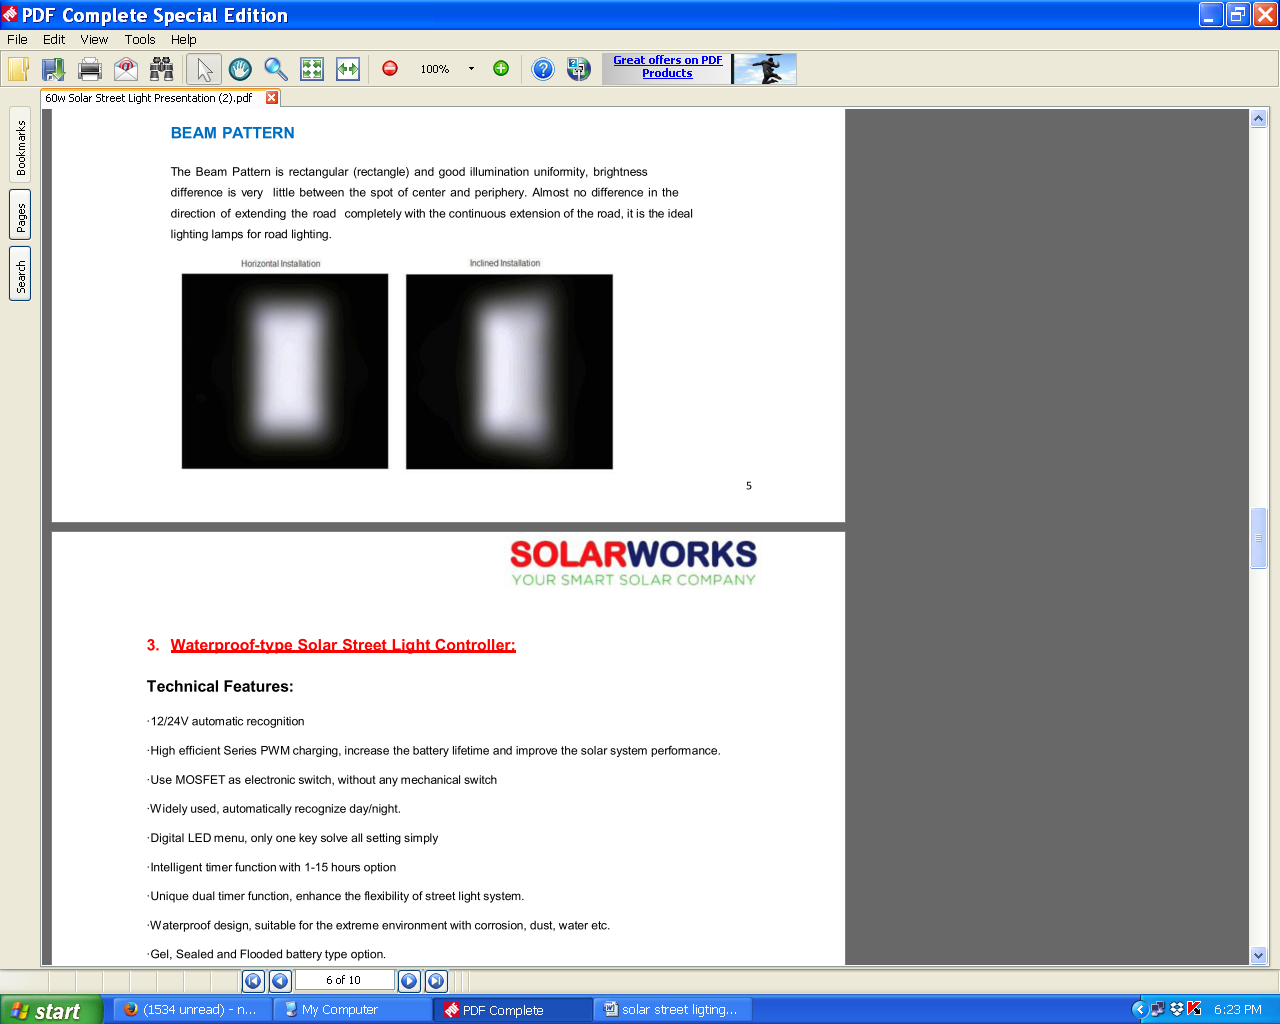 PDF Complete Special Edition
File Edit View Tools Help
100%
Great offers on PDF
Products
60w Solar Street Light Presentation (2).pdf
Bookmarks
Pages
Search
BEAM PATTERN
The Beam Pattern is rectangular (rectangle) and good illumination uniformity, brightness
difference is very little between the spot of center and periphery. Almost no difference in the
direction of extending the road completely with the continuous extension of the road, it is the ideal
lighting lamps for road lighting.
Horizontal Installation Inclined Installation
5
SOLARWORKS
YOUR SMART SOLAR COMPANY
3. Waterproof-type Solar Street Light Controller:
Technical Features:
·12/24V automatic recognition
·High efficient Series PWM charging, increase the battery lifetime and improve the solar system performance.
·Use MOSFET as electronic switch, without any mechanical switch
·Widely used, automatically recognize day/night.
·Digital LED menu, only one key solve all setting simply
·Intelligent timer function with 1-15 hours option
·Unique dual timer function, enhance the flexibility of street light system.
·Waterproof design, suitable for the extreme environment with corrosion, dust, water etc.
·Gel, Sealed and Flooded battery type option.
6 of 10
start (1534 unread) - n... My Computer PDF Complete solar street ligting... 6:23 PM